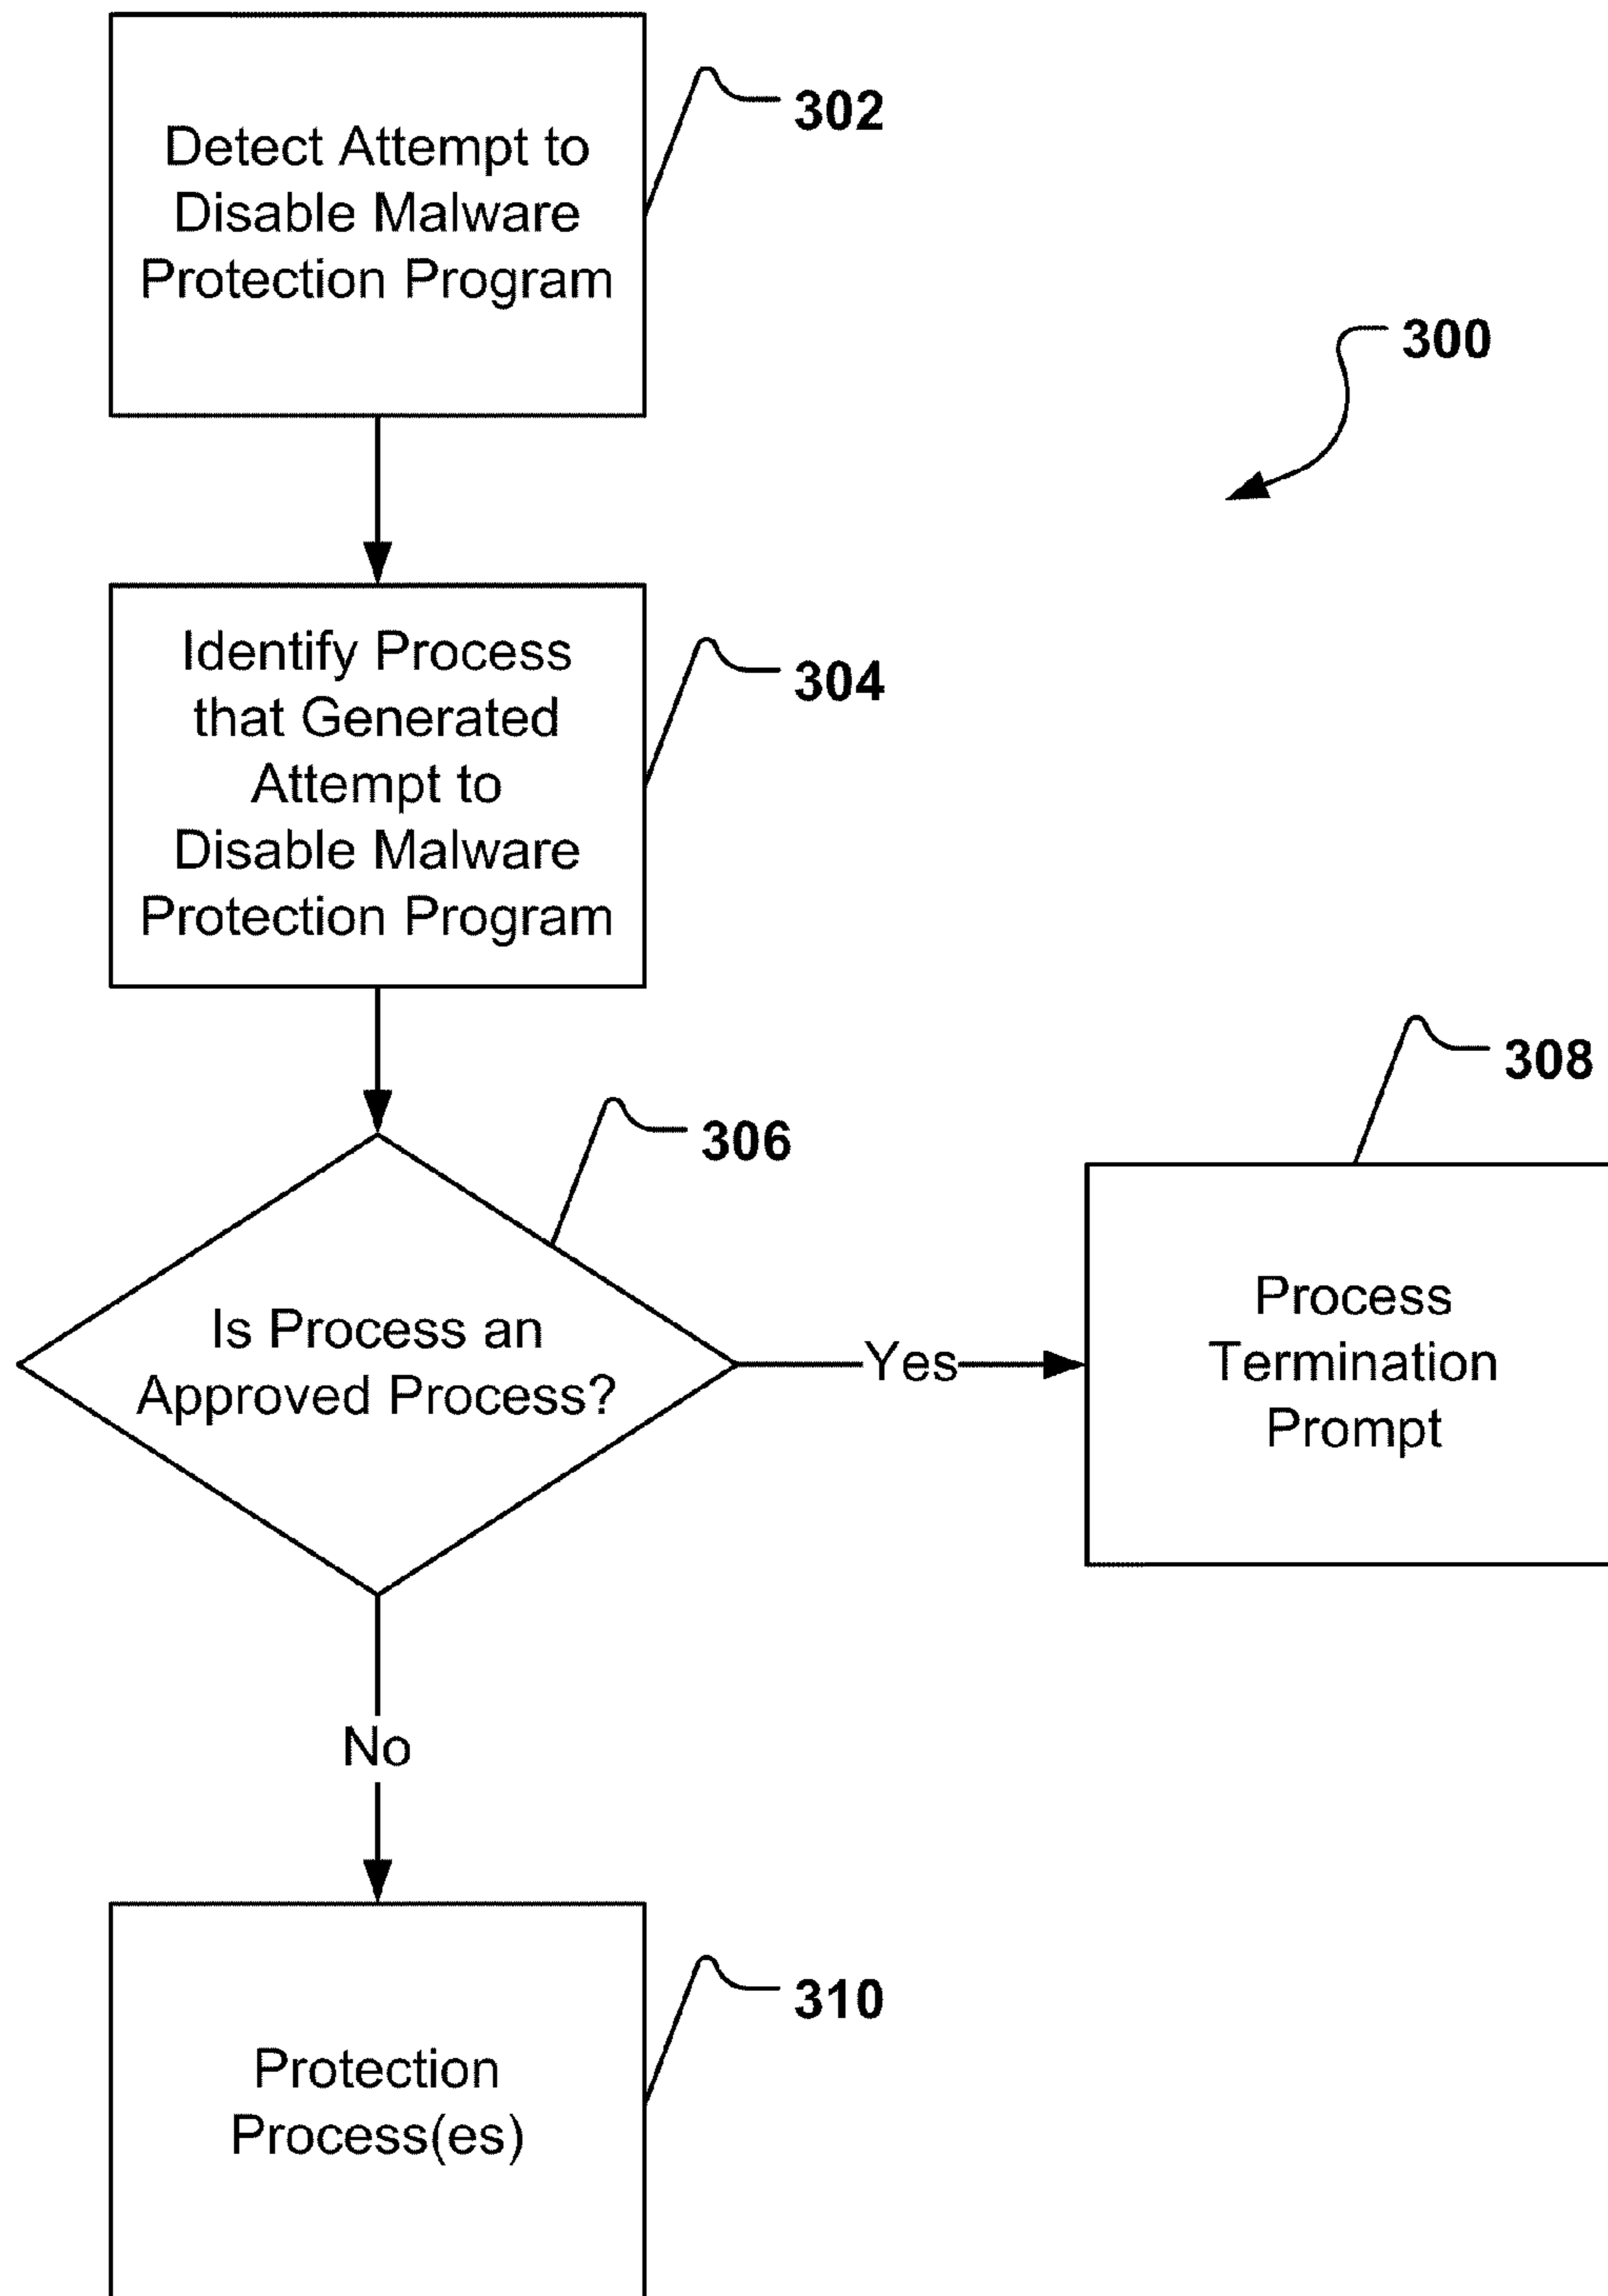 Detect Attempt to
Disable Malware
Protection Program
302
300
Identify Process
that Generated
Attempt to
Disable Malware
Protection Program
304
306
Is Process an
Approved Process?
Yes
308
Process
Termination
Prompt
No
310
Protection
Process(es)